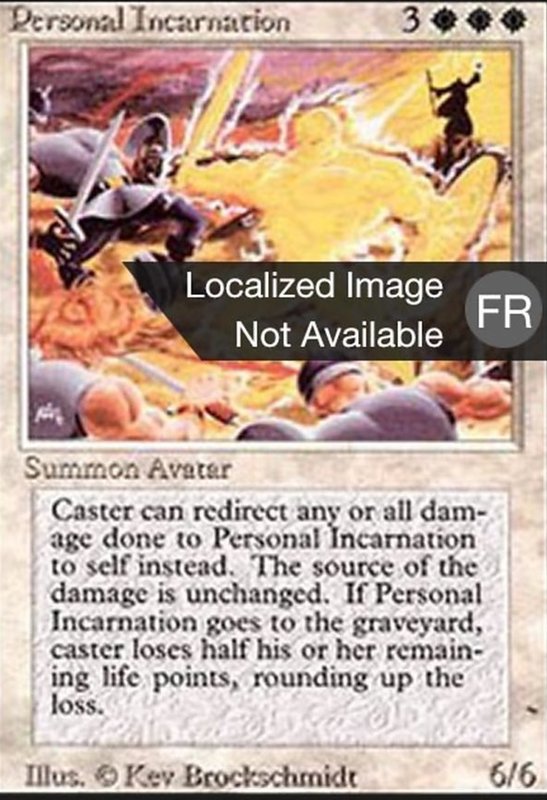 Personal Incarnation 3
Localized Image
Not Available
FR
Summon Avatar
Caster can redirect any or all dam-
age done to Personal Incarnation
to self instead. The source of the
damage is unchanged. If Personal
Incarnation goes to the graveyard,
caster loses half his or her remain-
ing life points, rounding up the
loss.
Illus. © Kev Brockschmidt 6/6